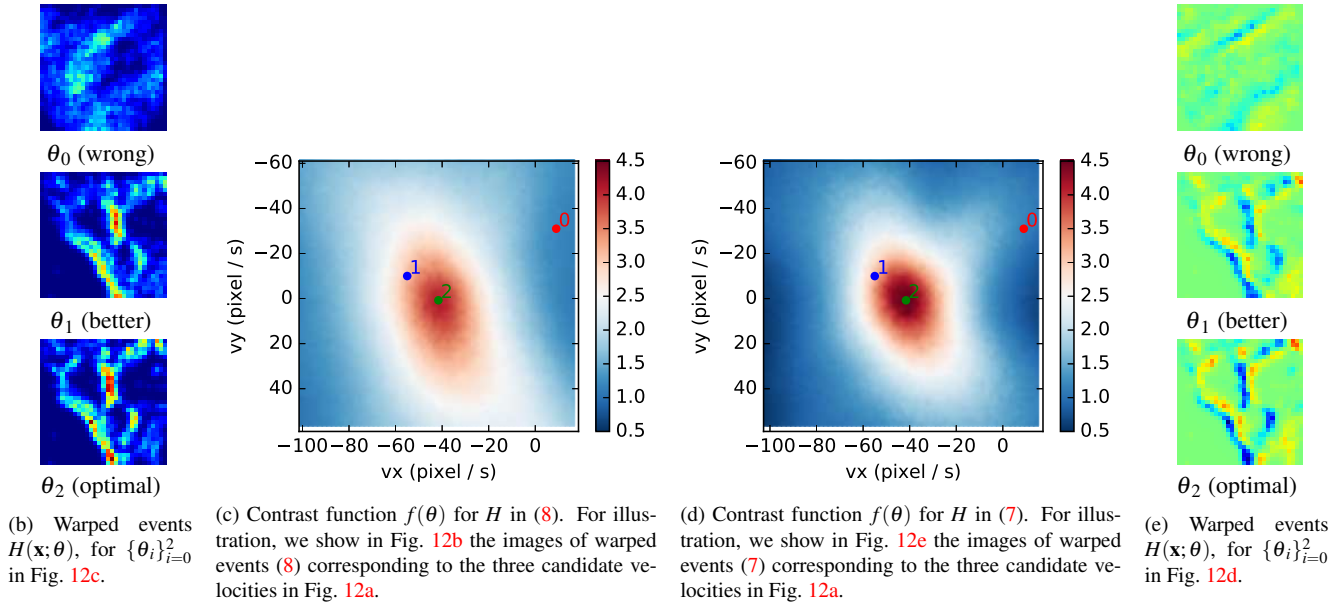 θ0 (wrong)
θ1 (better)
θ2 (optimal)
(b) Warped events
H(x;θ), for {θi}²i=0
in Fig. 12c.
−60
−40
−20
0
20
40
vy (pixel / s)
−100 −80 −60 −40 −20 0
vx (pixel / s)
0
1
2
4.5
4.0
3.5
3.0
2.5
2.0
1.5
1.0
0.5
(c) Contrast function f(θ) for H in (8). For illus-
tration, we show in Fig. 12b the images of warped
events (8) corresponding to the three candidate ve-
locities in Fig. 12a.
−60
−40
−20
0
20
40
vy (pixel / s)
−100 −80 −60 −40 −20 0
vx (pixel / s)
0
1
2
4.5
4.0
3.5
3.0
2.5
2.0
1.5
1.0
0.5
(d) Contrast function f(θ) for H in (7). For illus-
tration, we show in Fig. 12e the images of warped
events (7) corresponding to the three candidate ve-
locities in Fig. 12a.
θ0 (wrong)
θ1 (better)
θ2 (optimal)
(e) Warped events
H(x;θ), for {θi}²i=0
in Fig. 12d.